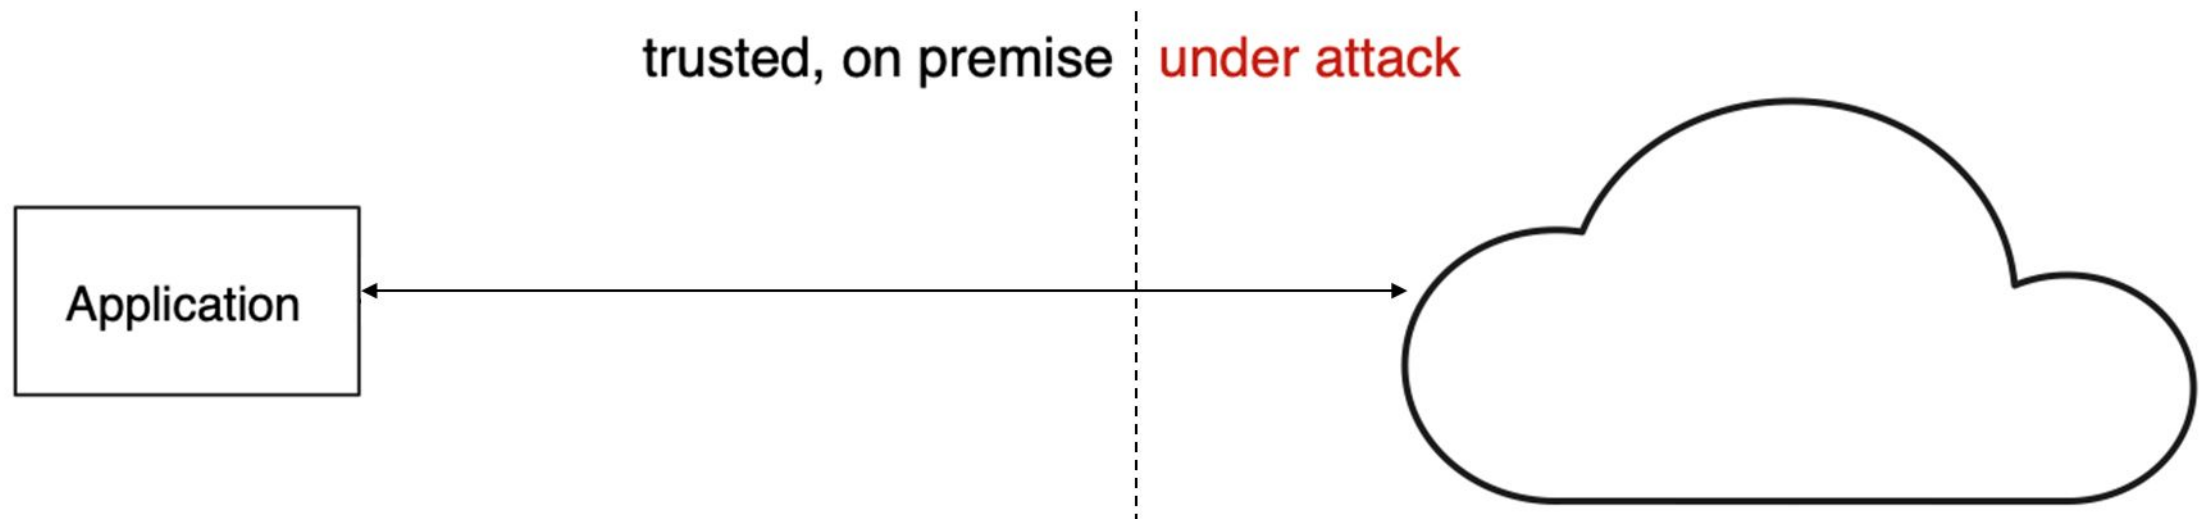 trusted, on premise under attack
Application